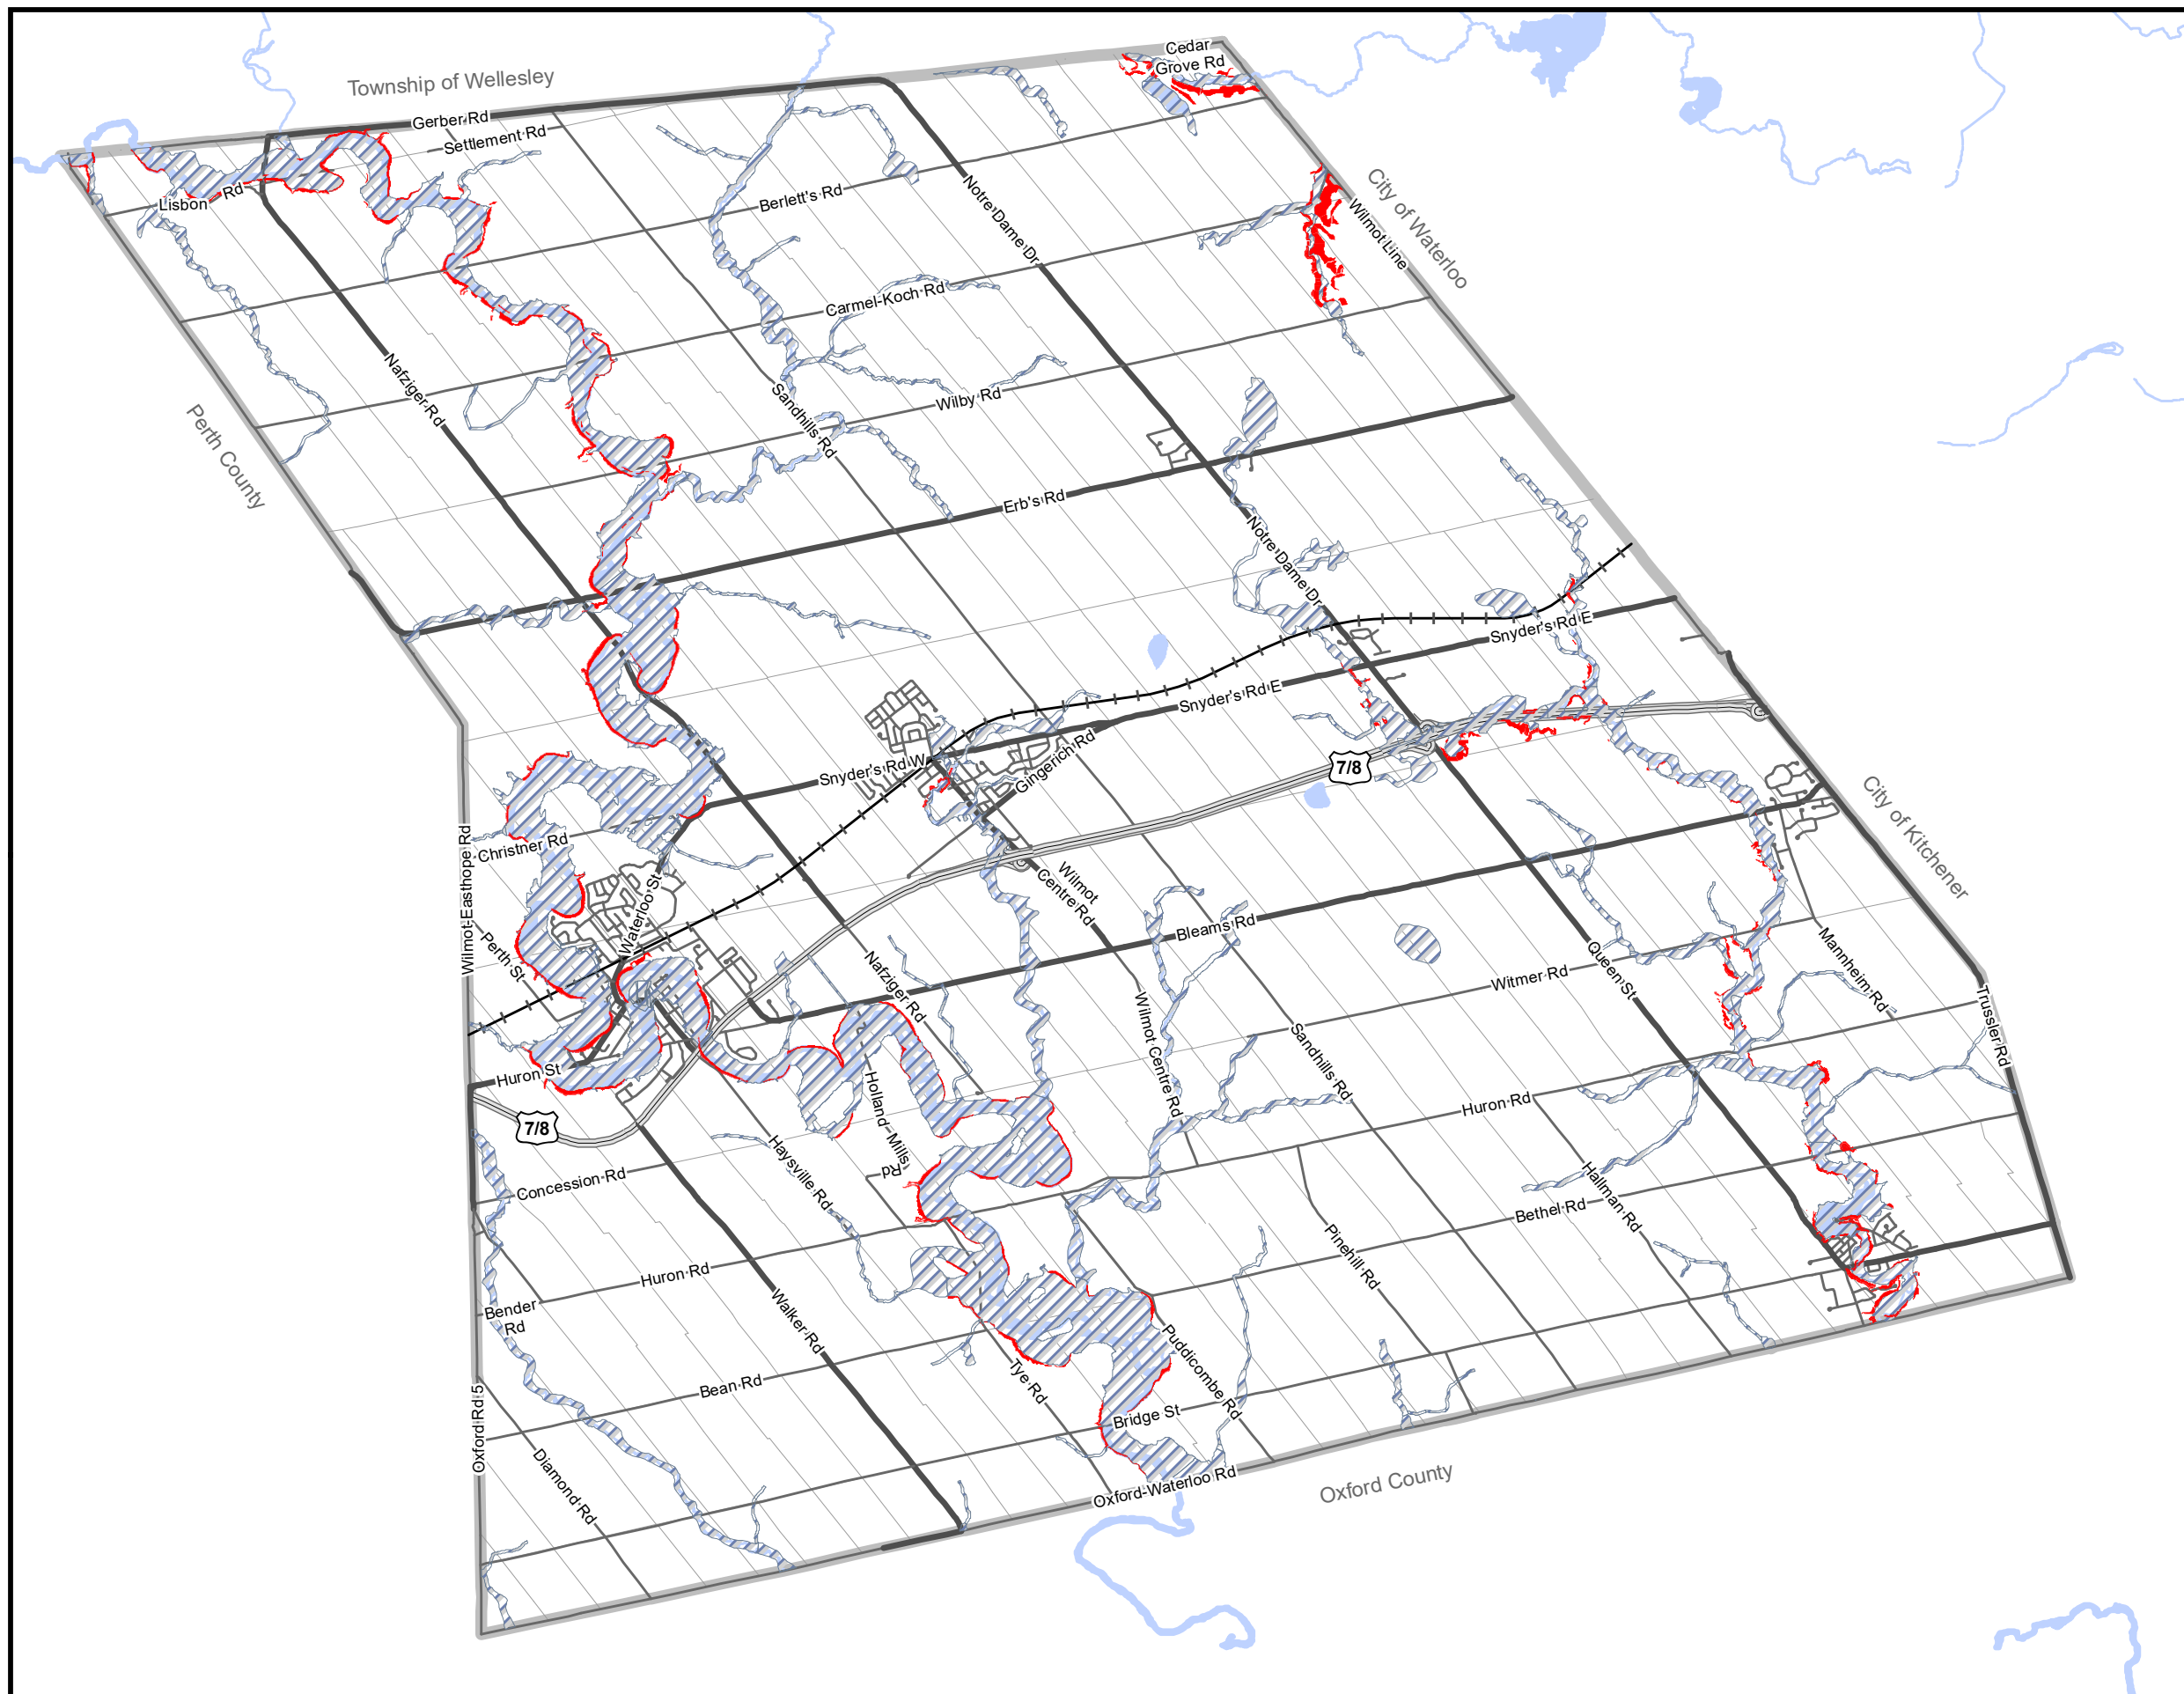 Cedar
Grove Rd
Township of Wellesley
Gerber Rd
Settlement Rd
Lisbon Rd
Berlett's Rd
Notre Dame Dr
City of Waterloo
Wilmot Line
Carmel-Koch Rd
Nafziger Rd
Sandhills Rd
Wilby Rd
Perth County
Erb's Rd
Notre Dame Dr
Snyder's Rd E
Snyder's Rd E
Gingerich Rd
Snyder's Rd W
7/8
City of Kitchener
Wilmot Easthope Rd
Christner Rd
Waterloo St
Wilmot
Centre Rd
Bleams Rd
Perth St
Nafziger Rd
Queen St
Mannheim Rd
Witmer Rd
Trussler Rd
Wilmot Centre Rd
Sandhills Rd
Huron St
Holland Mills
Rd
7/8
Huron Rd
Haysville Rd
Concession Rd
Hallman Rd
Bethel Rd
Pinehill Rd
Huron Rd
Bender
Rd
Walker Rd
Puddicombe Rd
Tye Rd
Bean Rd
Bridge St
Oxford Rd 5
Diamond Rd
Oxford-Waterloo Rd
Oxford County